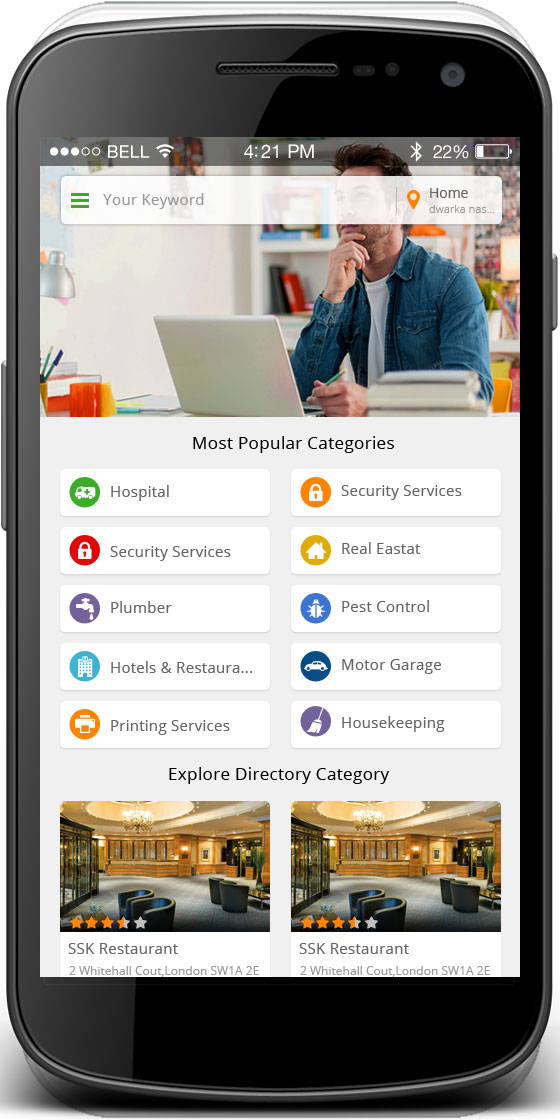 BELL 4:21 PM 22%
Your Keyword
Home
dwarka nas...
Most Popular Categories
Hospital
Security Services
Security Services
Real Eastat
Plumber
Pest Control
Hotels & Restaura...
Motor Garage
Printing Services
Housekeeping
Explore Directory Category
SSK Restaurant
SSK Restaurant
2 Whitehall Cout,London SW1A 2E
2 Whitehall Cout,London SW1A 2E